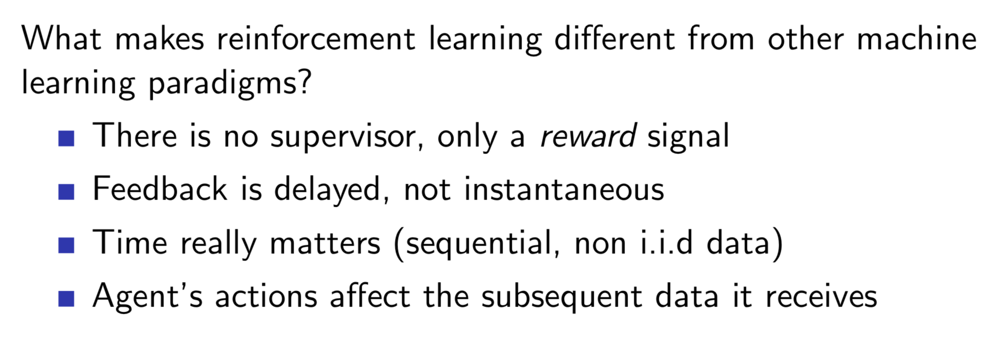 What makes reinforcement learning different from other machine
learning paradigms?
There is no supervisor, only a reward signal
Feedback is delayed, not instantaneous
Time really matters (sequential, non i.i.d data)
Agent's actions affect the subsequent data it receives